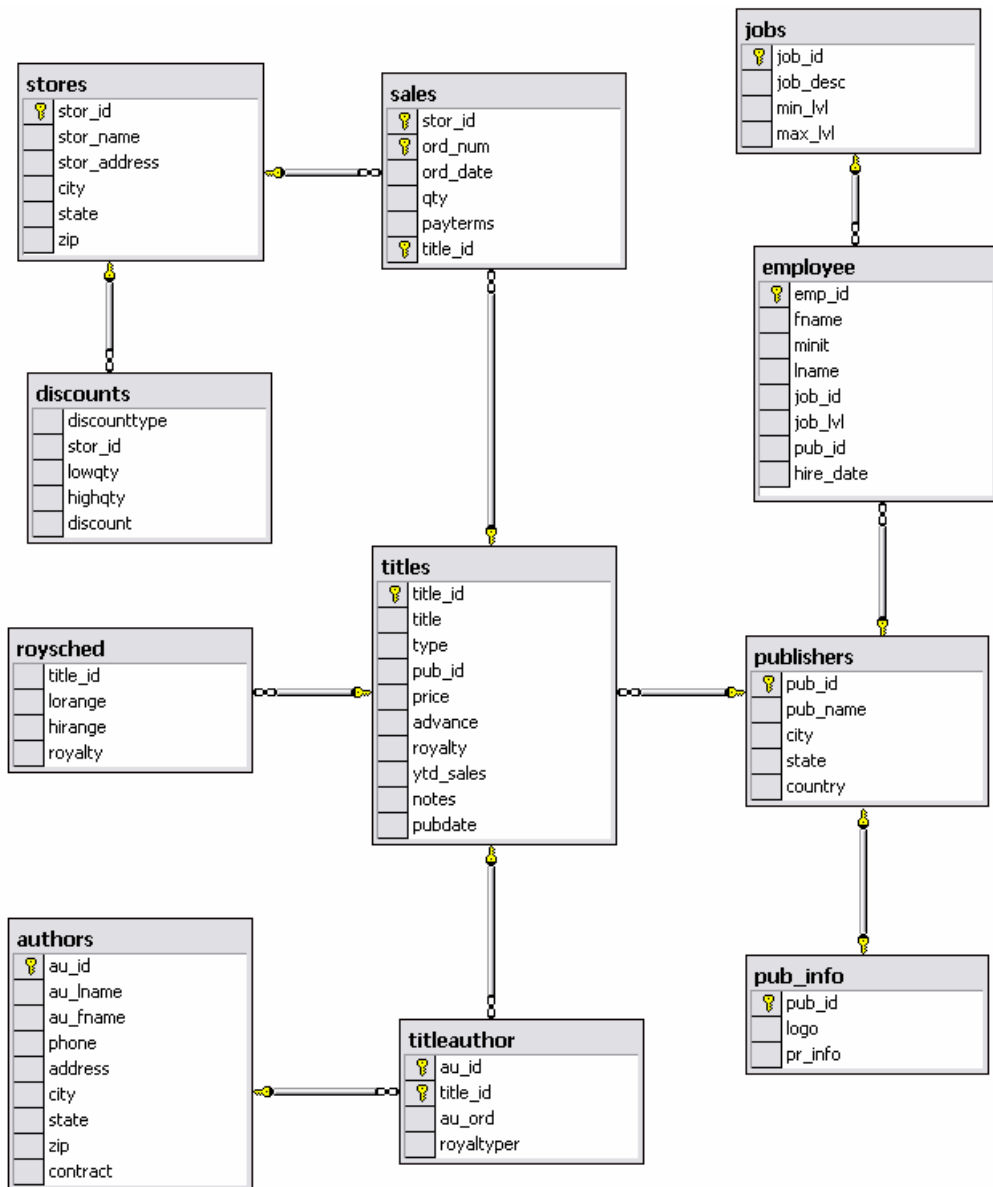 jobs
job_id
job_desc
min_lvl
max_lvl
stores
stor_id
stor_name
stor_address
city
state
zip
sales
stor_id
ord_num
ord_date
qty
payterms
title_id
employee
emp_id
fname
minit
lname
job_id
job_lvl
pub_id
hire_date
discounts
discounttype
stor_id
lowqty
highqty
discount
titles
title_id
title
type
pub_id
price
advance
royalty
ytd_sales
notes
pubdate
roysched
title_id
lorange
hirange
royalty
publishers
pub_id
pub_name
city
state
country
authors
au_id
au_lname
au_fname
phone
address
city
state
zip
contract
titleauthor
au_id
title_id
au_ord
royaltyper
pub_info
pub_id
logo
pr_info